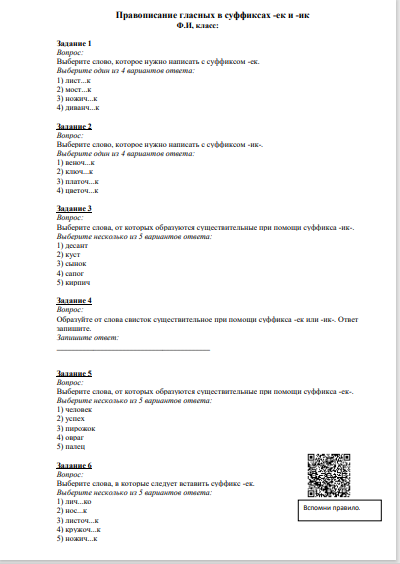 Правописание гласных в суффиксах -ек и -ик
Ф.И, класс:
Задание 1
Вопрос:
Выберите слово, которое нужно написать с суффиксом -ек.
Выберите один из 4 вариантов ответа:
1) лист...к
2) мост...к
3) ножич...к
4) диванч...к
Задание 2
Вопрос:
Выберите слово, которое нужно написать с суффиксом -ик-.
Выберите один из 4 вариантов ответа:
1) веноч...к
2) ключ...к
3) платоч...к
4) цветоч...к
Задание 3
Вопрос:
Выберите слова, от которых образуются существительные при помощи суффикса -ик-.
Выберите несколько из 5 вариантов ответа:
1) десант
2) куст
3) сынок
4) сапог
5) кирпич
Задание 4
Вопрос:
Образуйте от слова свисток существительное при помощи суффикса -ек или -ик-. Ответ
запишите.
Запишите ответ:
Задание 5
Вопрос:
Выберите слова, от которых образуются существительные при помощи суффикса -ек-.
Выберите несколько из 5 вариантов ответа:
1) человек
2) успех
3) пирожок
4) овраг
5) палец
Задание 6
Вопрос:
Выберите слова, в которые следует вставить суффикс -ек.
Выберите несколько из 5 вариантов ответа:
1) лич...ко
2) нос...к
3) листоч...к
4) кружоч...к
5) ножич...к
Вспомни правило.